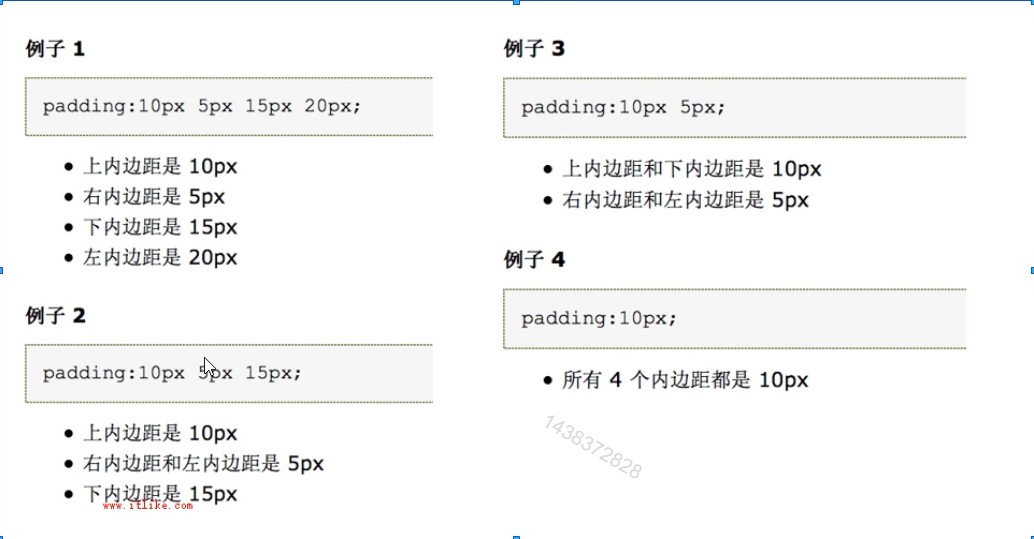 例子 1
padding:10px 5px 15px 20px;
• 上内边距是 10px
• 右内边距是 5px
• 下内边距是 15px
• 左内边距是 20px
例子 2
padding:10px 5px 15px;
• 上内边距是 10px
• 右内边距和左内边距是 5px
• 下内边距是 15px
www.itlike.com
例子 3
padding:10px 5px;
• 上内边距和下内边距是 10px
• 右内边距和左内边距是 5px
例子 4
padding:10px;
• 所有 4 个内边距都是 10px
1438372828